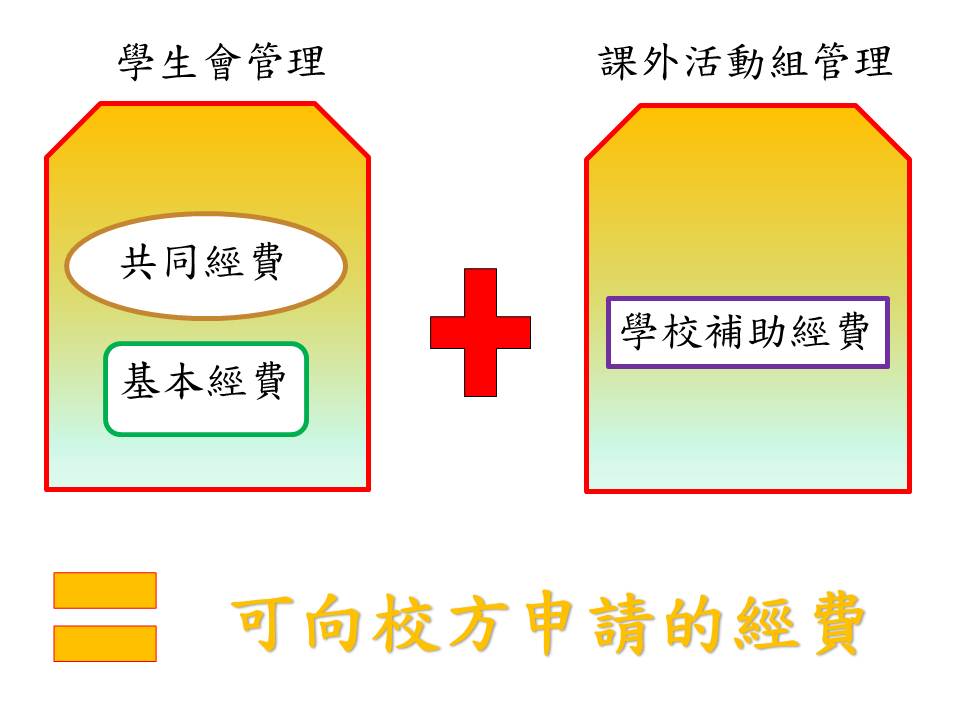 學生會管理
課外活動組管理
共同經費
基本經費
學校補助經費
可向校方申請的經費